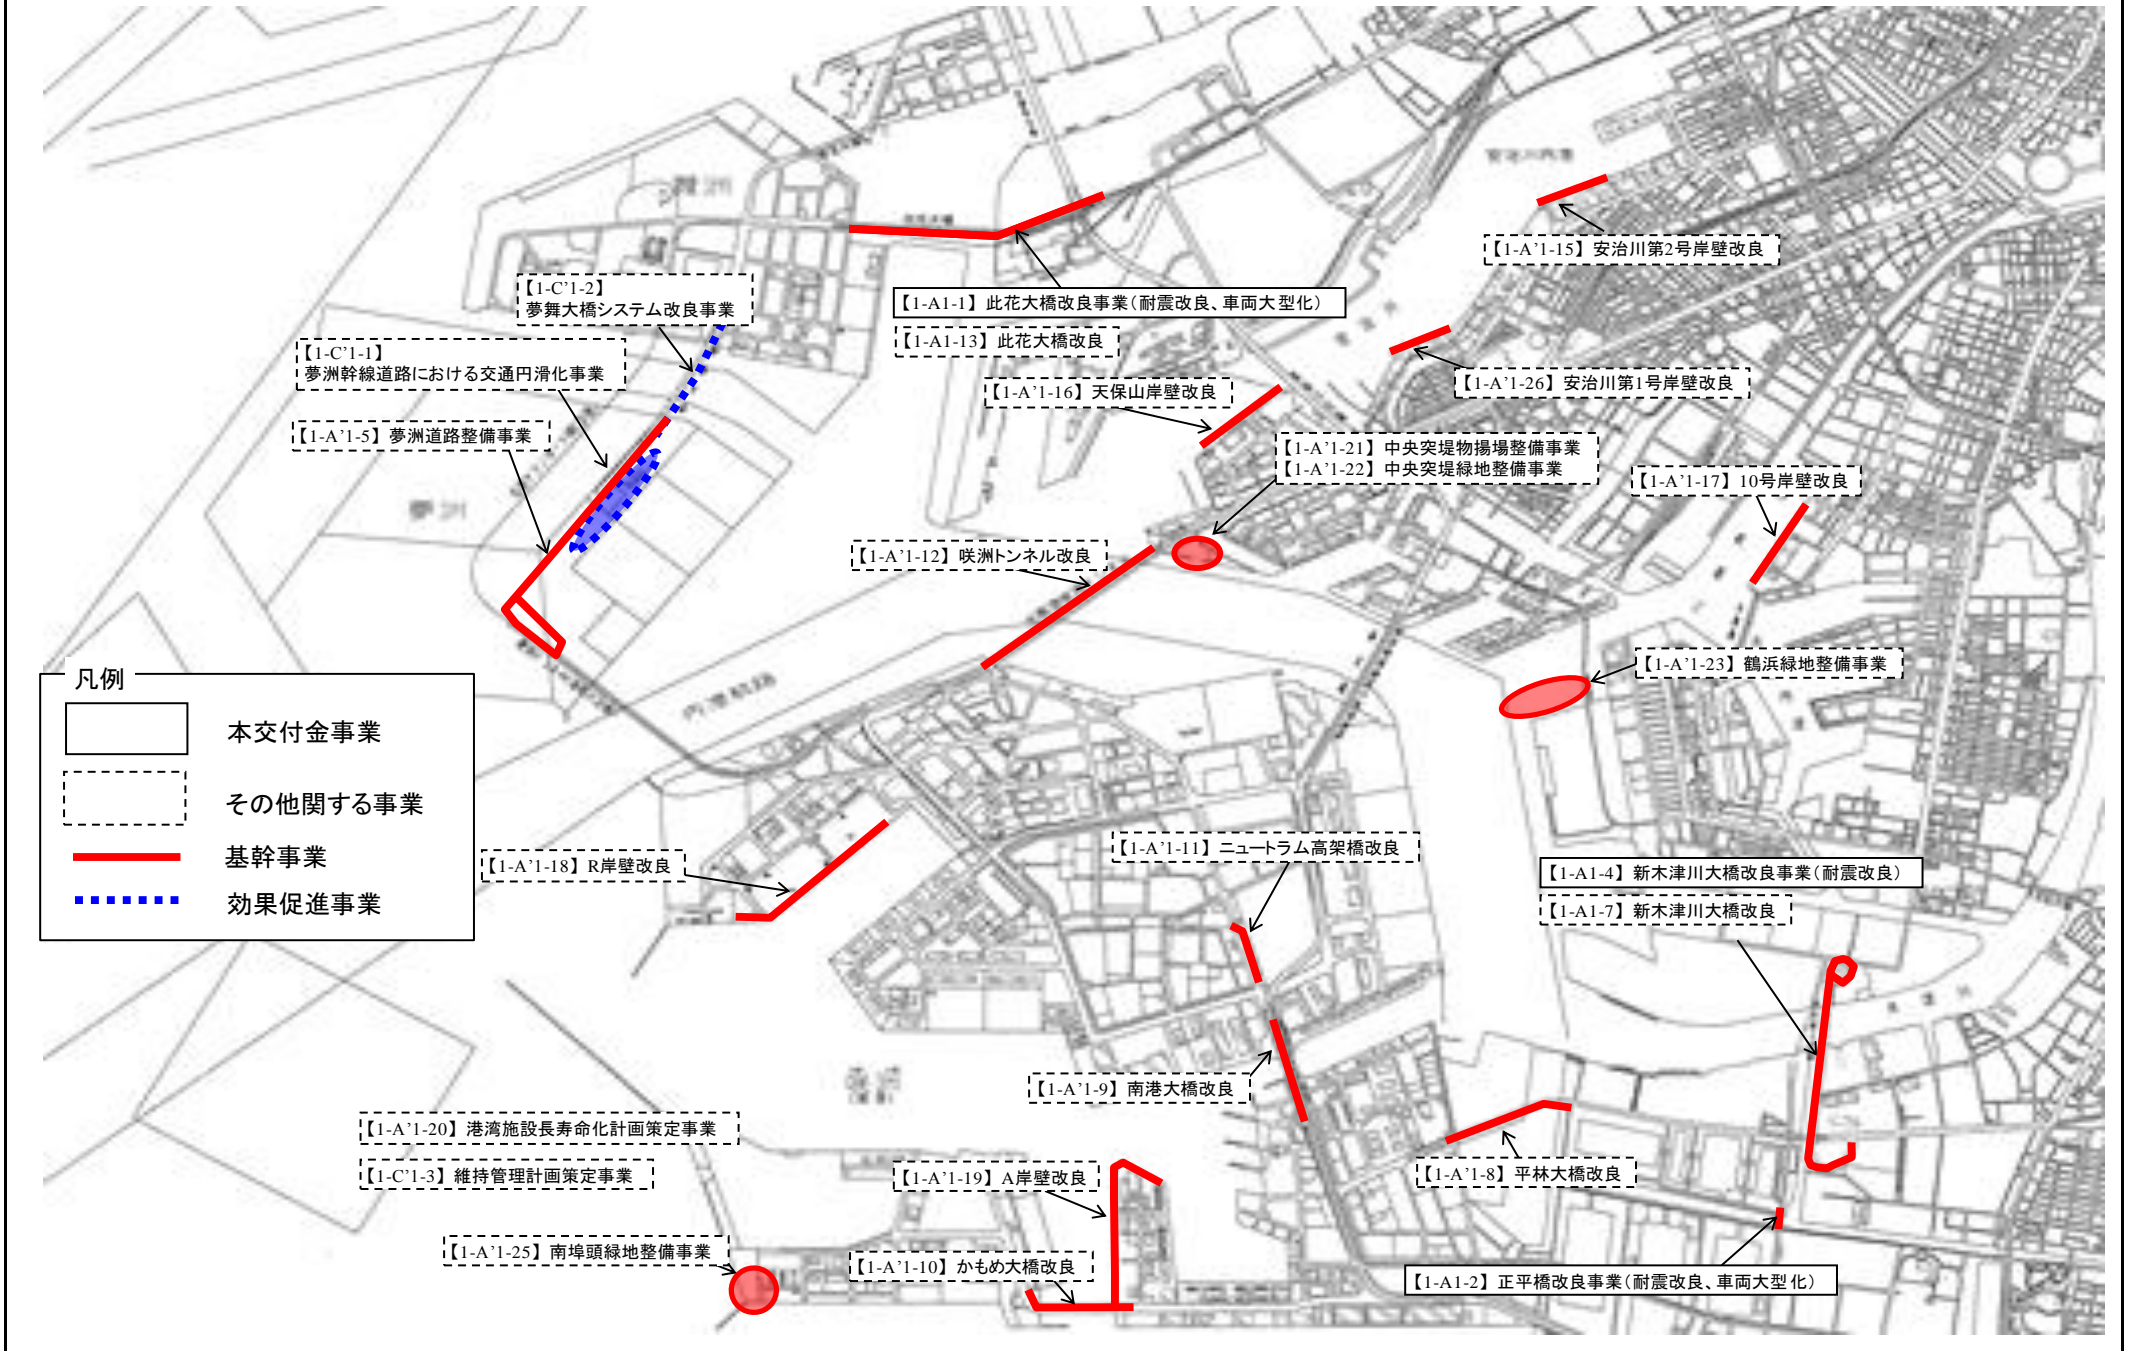 安治川内港
【1-A’1-15】安治川第2号岸壁改良
【1-C’1-2】
夢舞大橋システム改良事業
【1-A1-1】此花大橋改良事業(耐震改良、車両大型化)
【1-A1-13】此花大橋改良
【1-C’1-1】
夢洲幹線道路における交通円滑化事業
【1-A’1-26】安治川第1号岸壁改良
【1-A’1-16】天保山岸壁改良
【1-A’1-5】夢洲道路整備事業
【1-A’1-21】中央突堤物揚場整備事業
【1-A’1-22】中央突堤緑地整備事業
【1-A’1-17】10号岸壁改良
夢洲
【1-A’1-12】咲洲トンネル改良
【1-A’1-23】鶴浜緑地整備事業
内港航路
凡例
本交付金事業
その他関する事業
基幹事業
効果促進事業
【1-A’1-11】ニュートラム高架橋改良
【1-A’1-18】R岸壁改良
【1-A1-4】新木津川大橋改良事業(耐震改良)
【1-A1-7】新木津川大橋改良
【1-A’1-9】南港大橋改良
【1-A’1-20】港湾施設長寿命化計画策定事業
【1-C’1-3】維持管理計画策定事業
【1-A’1-19】A岸壁改良
【1-A’1-8】平林大橋改良
【1-A’1-25】南埠頭緑地整備事業
【1-A’1-10】かもめ大橋改良
【1-A1-2】正平橋改良事業(耐震改良、車両大型化)